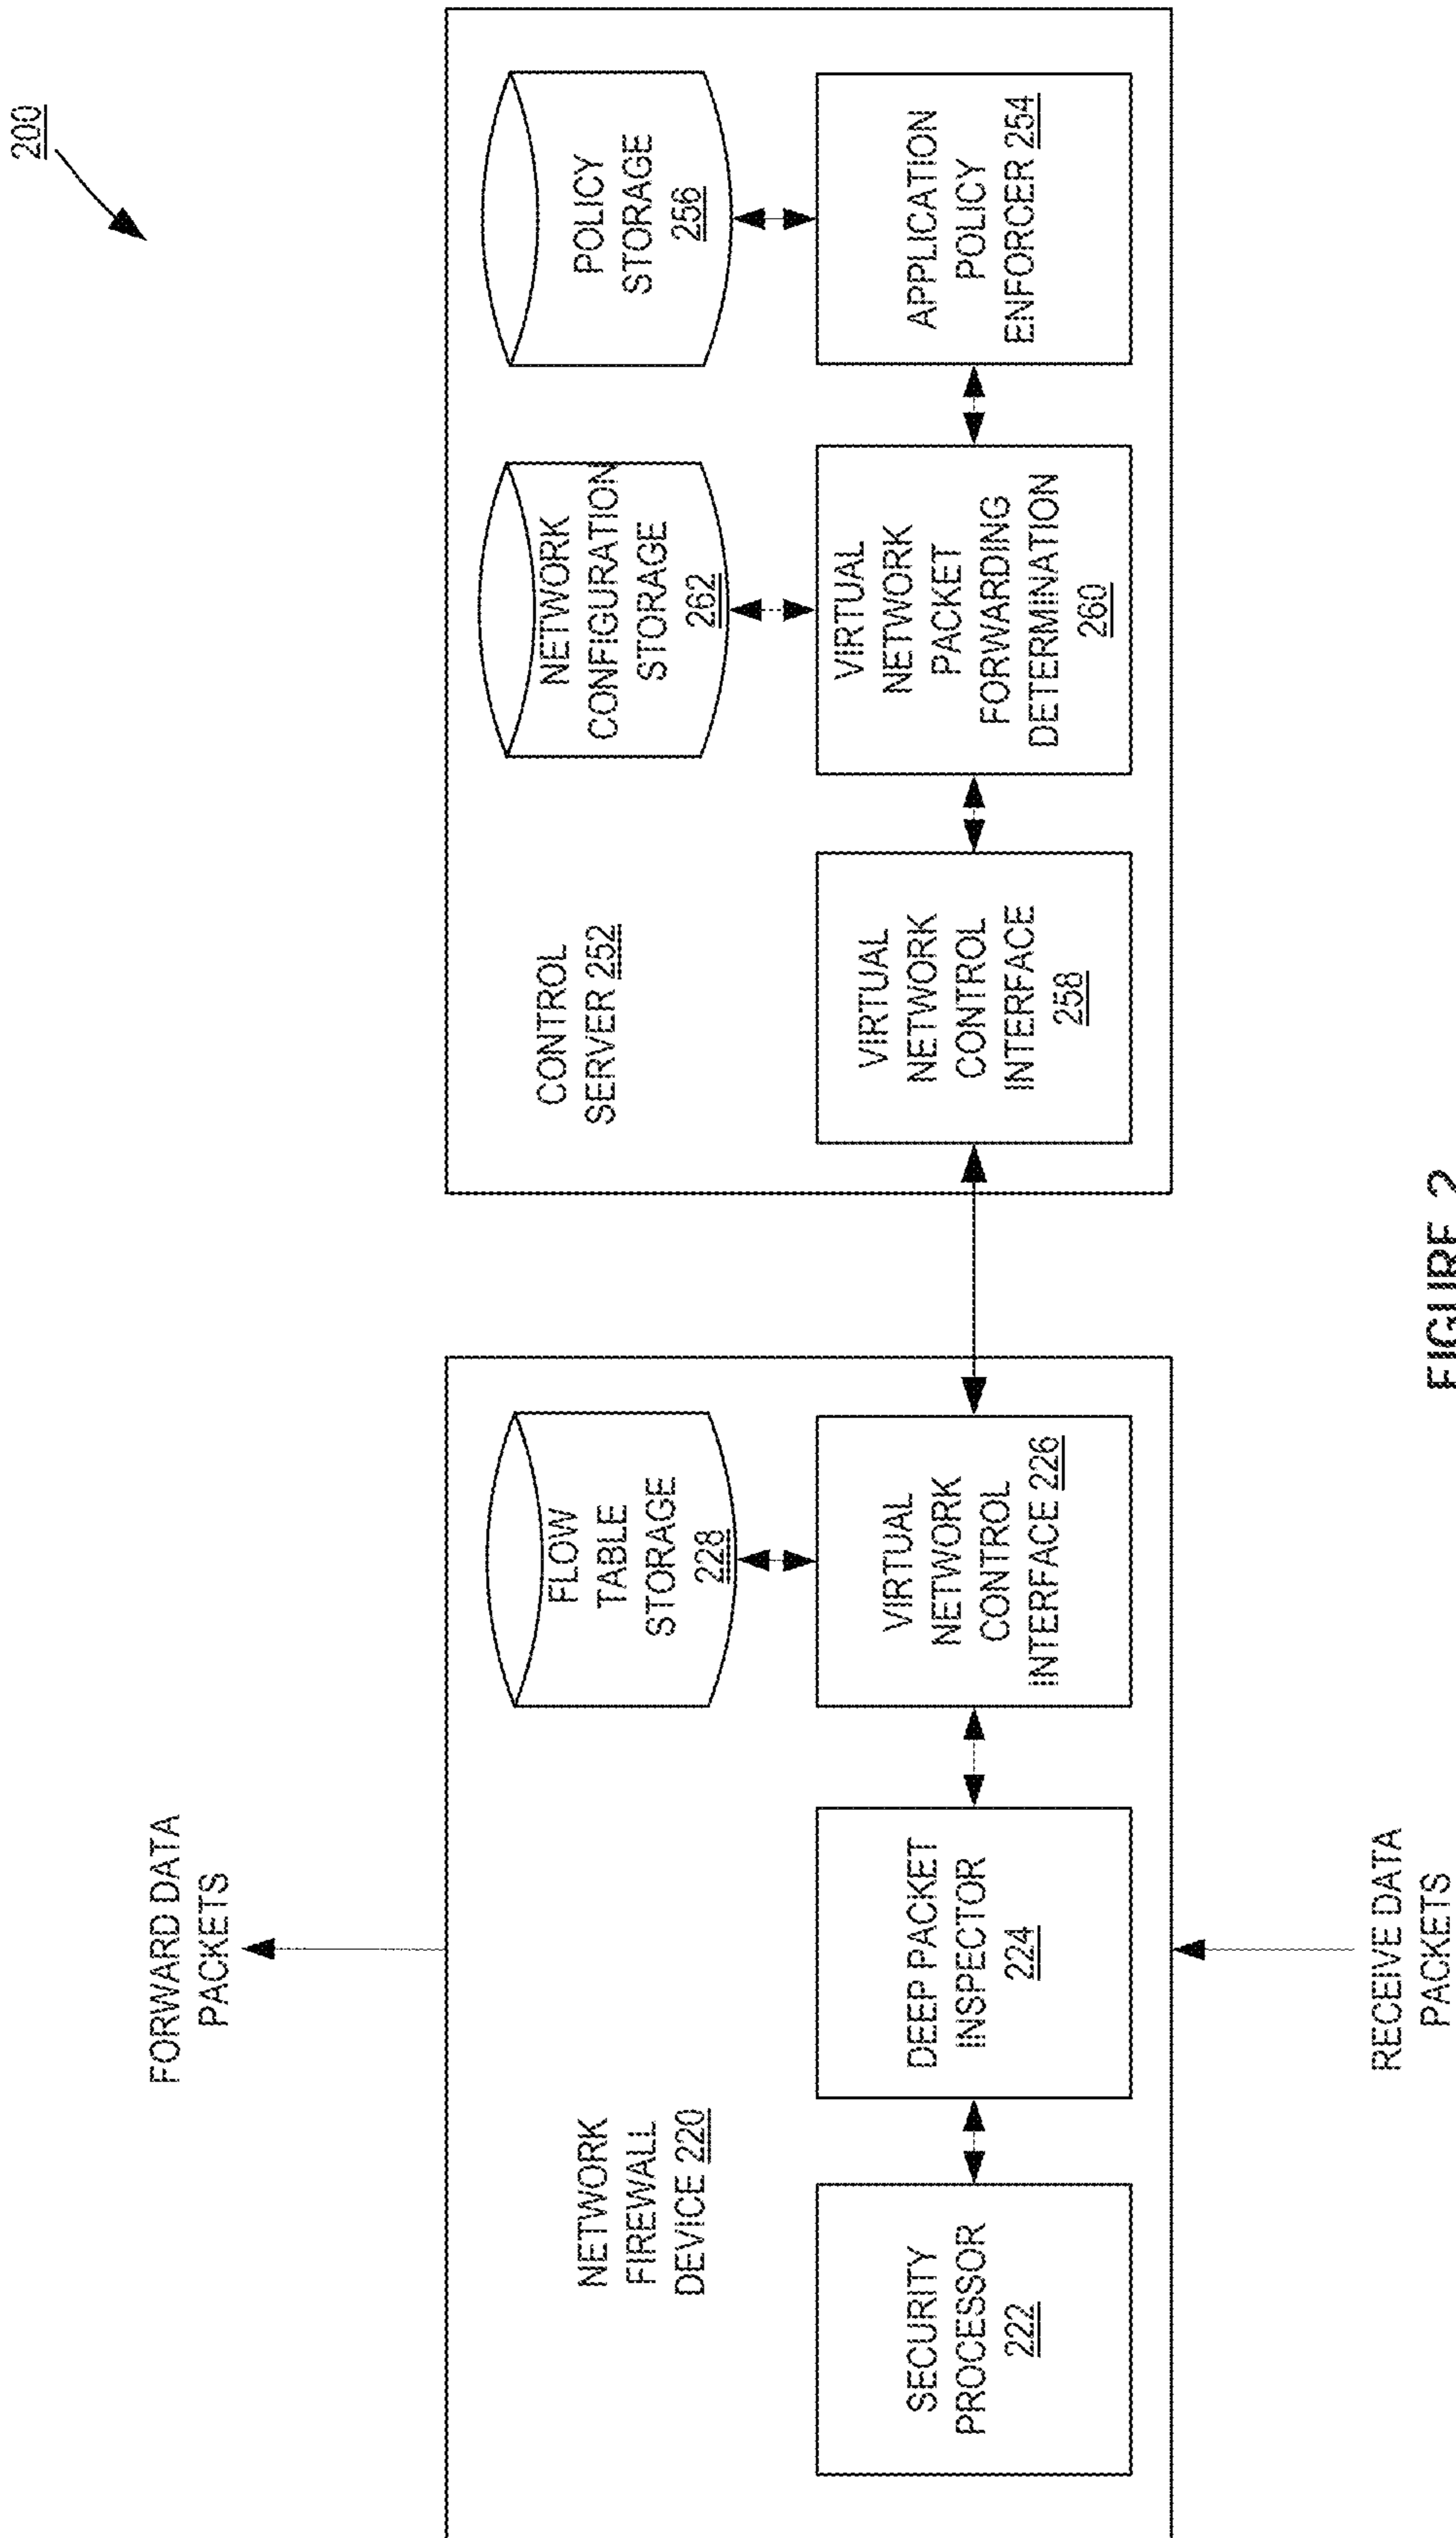 200
FORWARD DATA
PACKETS
NETWORK
FIREWALL
DEVICE 220
FLOW
TABLE
STORAGE
228
SECURITY
PROCESSOR
222
DEEP PACKET
INSPECTOR
224
VIRTUAL
NETWORK
CONTROL
INTERFACE 226
RECEIVE DATA
PACKETS
CONTROL
SERVER 252
NETWORK
CONFIGURATION
STORAGE
262
POLICY
STORAGE
256
VIRTUAL
NETWORK
CONTROL
INTERFACE
258
VIRTUAL
NETWORK
PACKET
FORWARDING
DETERMINATION
260
APPLICATION
POLICY
ENFORCER 254
FIGURE 2